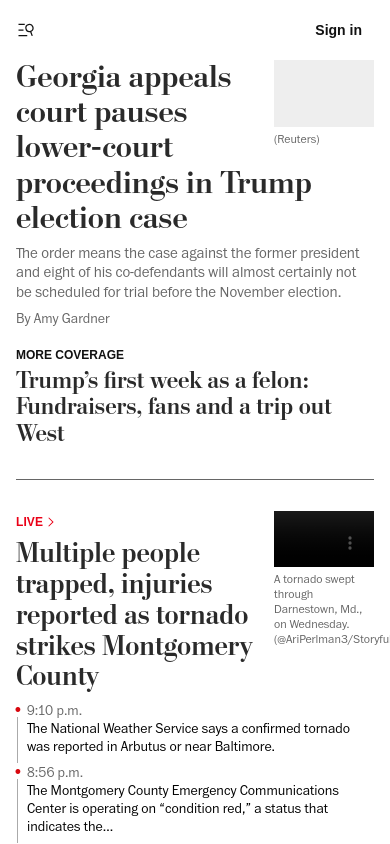 Sign in
Georgia appeals
court pauses
lower-court
proceedings in Trump
election case
(Reuters)
The order means the case against the former president
and eight of his co-defendants will almost certainly not
be scheduled for trial before the November election.
By Amy Gardner
MORE COVERAGE
Trump’s first week as a felon:
Fundraisers, fans and a trip out
West
LIVE
Multiple people
trapped, injuries
reported as tornado
strikes Montgomery
County
A tornado swept
through
Darnestown, Md.,
on Wednesday.
(@AriPerlman3/Storyfu
9:10 p.m.
The National Weather Service says a confirmed tornado
was reported in Arbutus or near Baltimore.
8:56 p.m.
The Montgomery County Emergency Communications
Center is operating on “condition red,” a status that
indicates the...